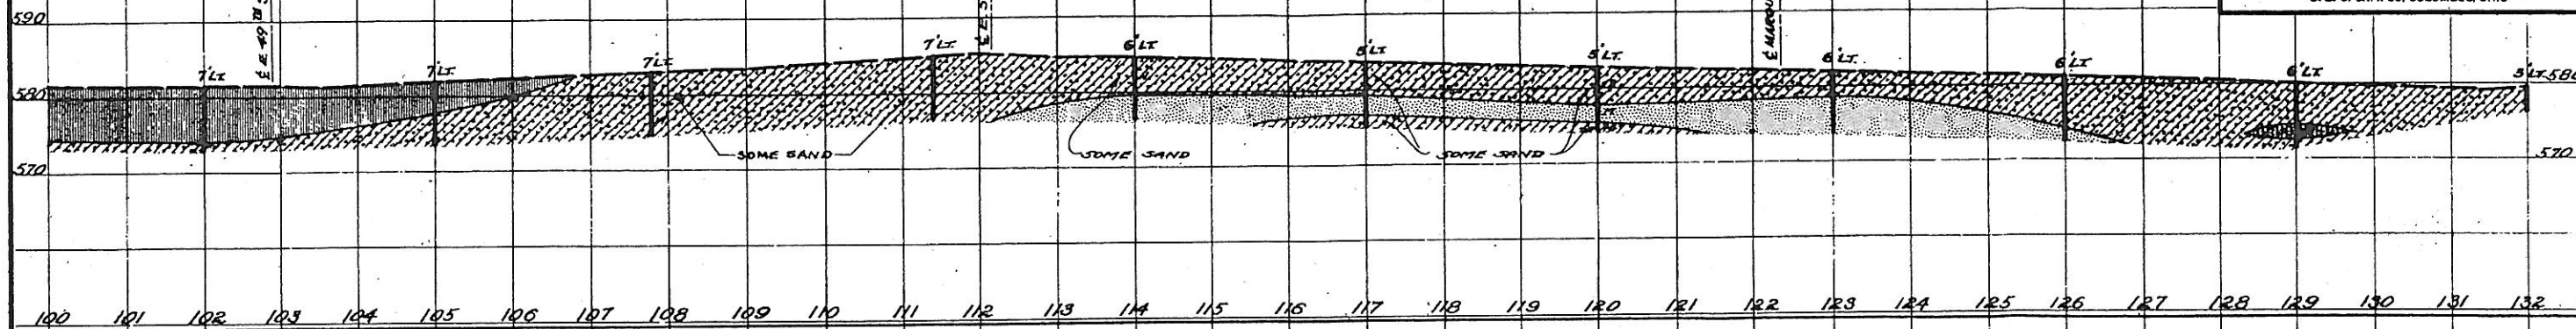 590
℄ E 49
℄ E.
℄ MARQU
7' LT
7' LT.
7' LT.
7' LT.
6' LT
5' LT
5' LT.
6' LT.
6' LT
6' LT
580
SOME SAND
SOME SAND
SOME SAND
570
570
100 101 102 103 104 105 106 107 108 109 110 111 112 113 114 115 116 117 118 119 120 121 122 123 124 125 126 127 128 129 130 131 132